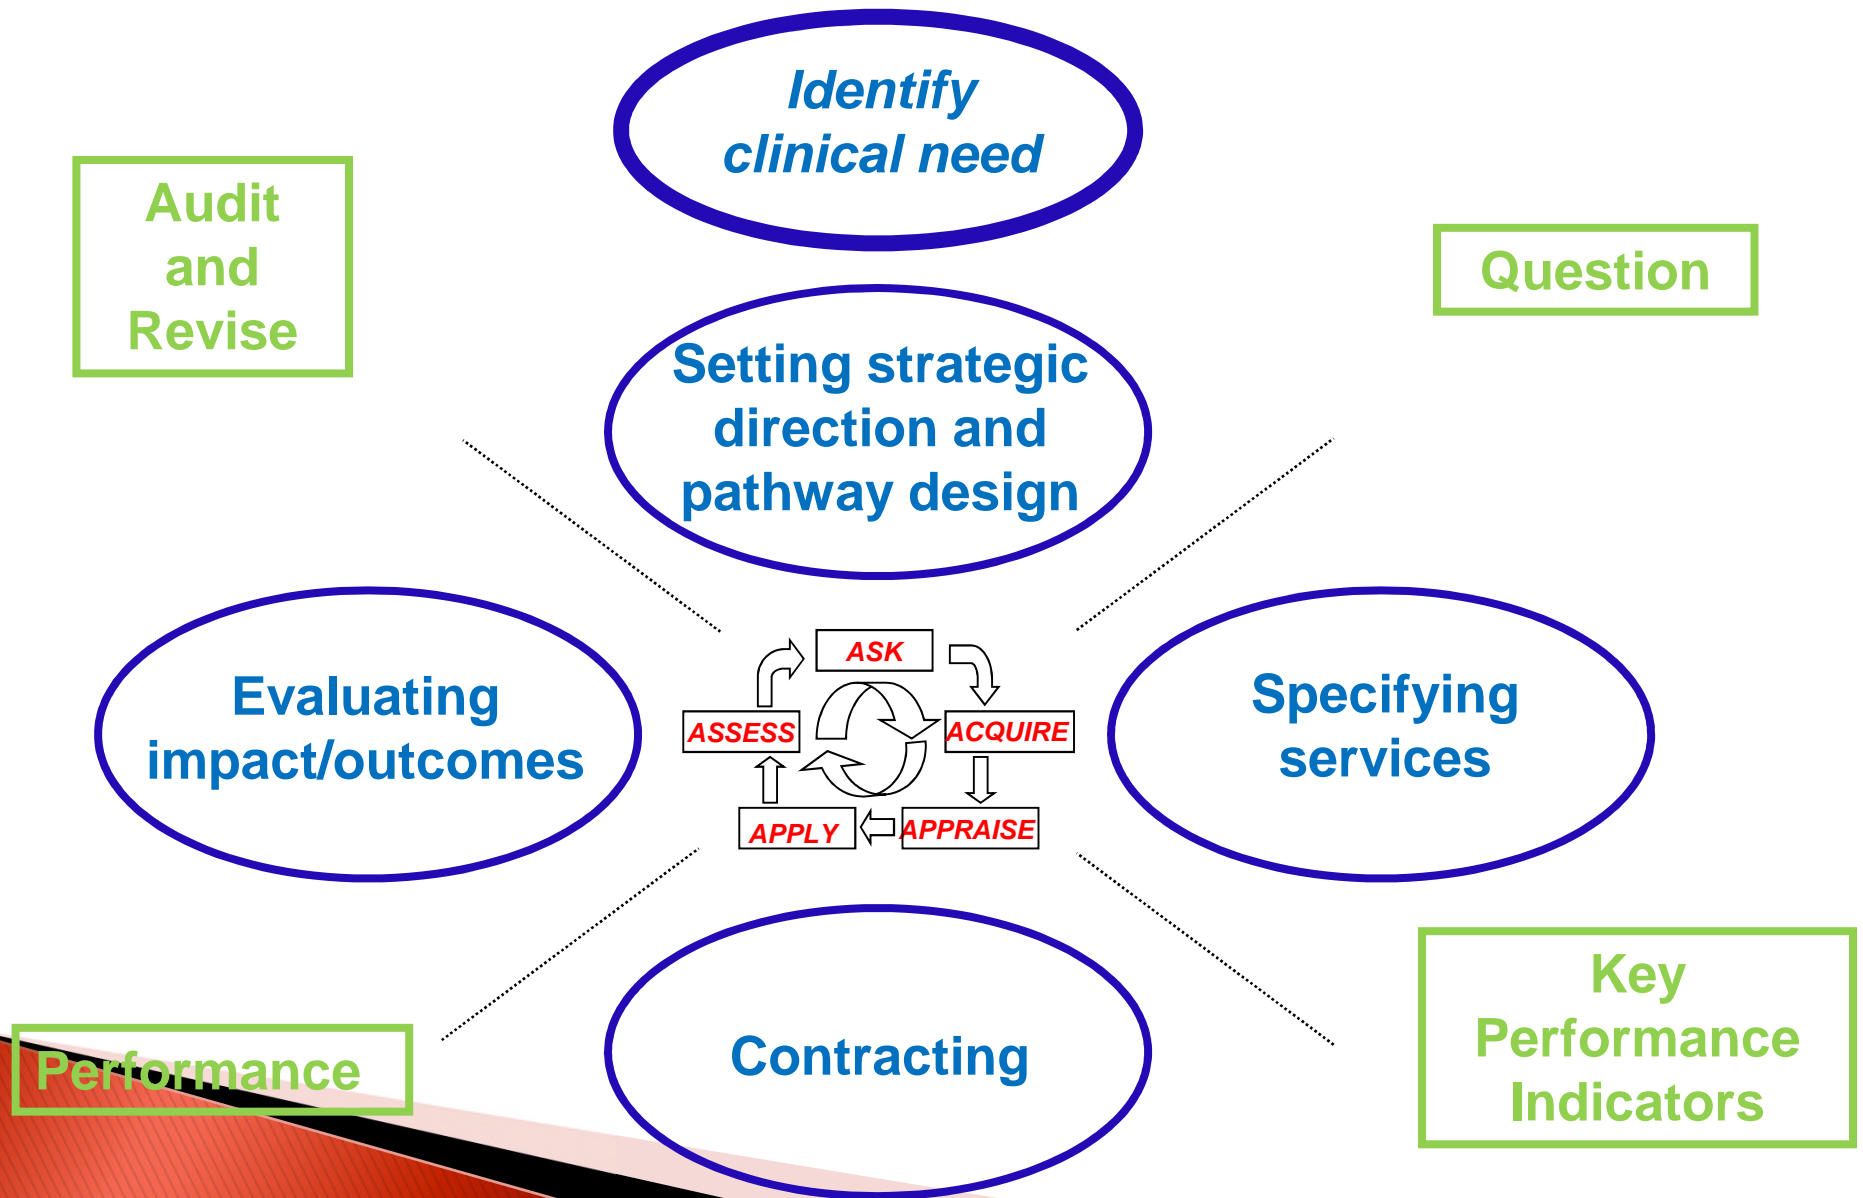 Identify
clinical need
Audit
and
Revise
Question
Setting strategic
direction and
pathway design
Evaluating
impact/outcomes
ASK
ASSESS
ACQUIRE
APPLY
APPRAISE
Specifying
services
Contracting
Performance
Key
Performance
Indicators